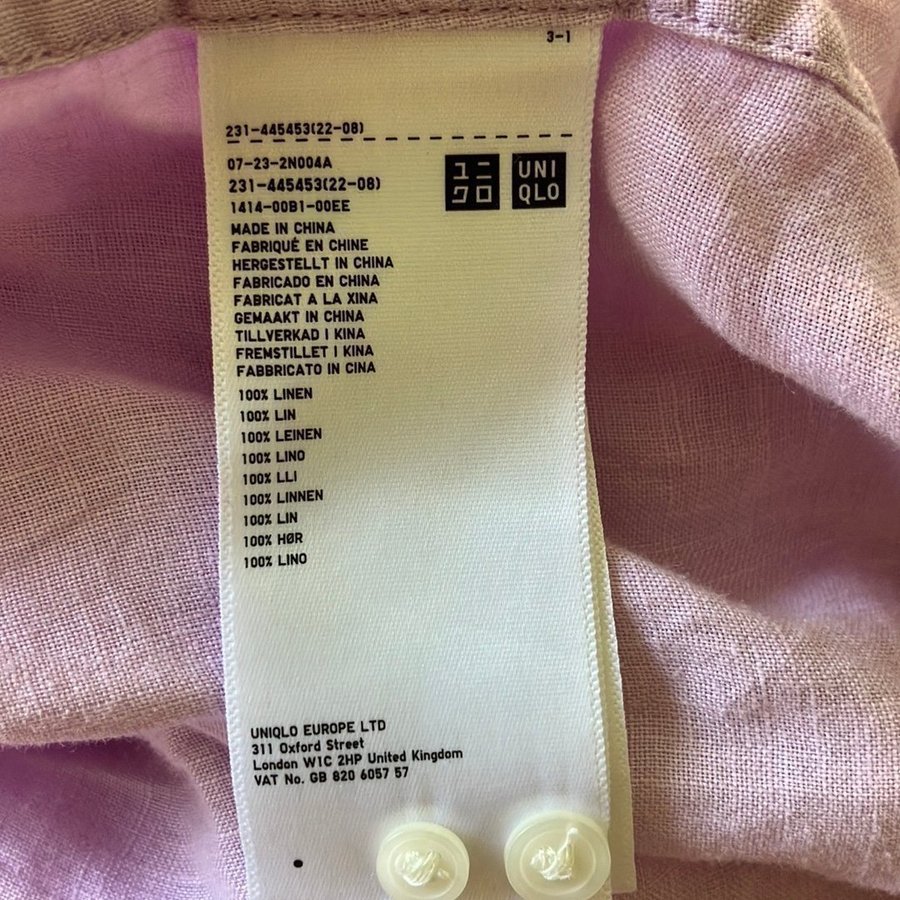 3-1
231-445453(22-08)
07-23-2N004A
231-445453(22-08)
1414-00B1-00EE
ユニ
クロ
UNI
QLO
MADE IN CHINA
FABRIQUÉ EN CHINE
HERGESTELLT IN CHINA
FABRICADO EN CHINA
FABRICAT A LA XINA
GEMAAKT IN CHINA
TILLVERKAD I KINA
FREMSTILLET I KINA
FABBRICATO IN CINA
100% LINEN
100% LIN
100% LEINEN
100% LINO
100% LLI
100% LINNEN
100% LIN
100% HØR
100% LINO
UNIQLO EUROPE LTD
311 Oxford Street
London W1C 2HP United Kingdom
VAT No. GB 820 6057 57